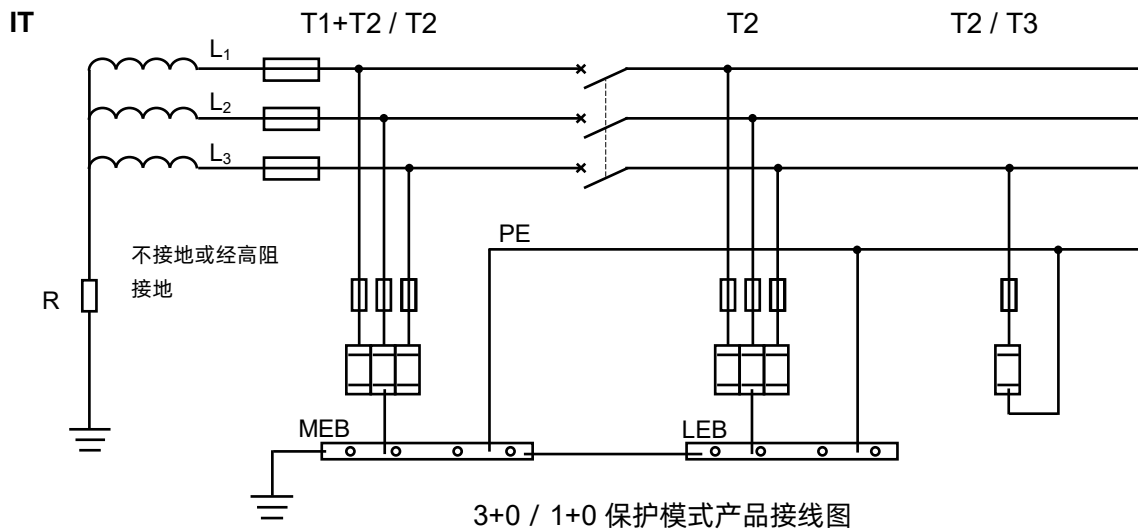 IT
T1+T2 / T2
T2
T2 / T3
L₁
L₂
L₃
PE
不接地或经高阻
接地
R
MEB
LEB
3+0 / 1+0 保护模式产品接线图